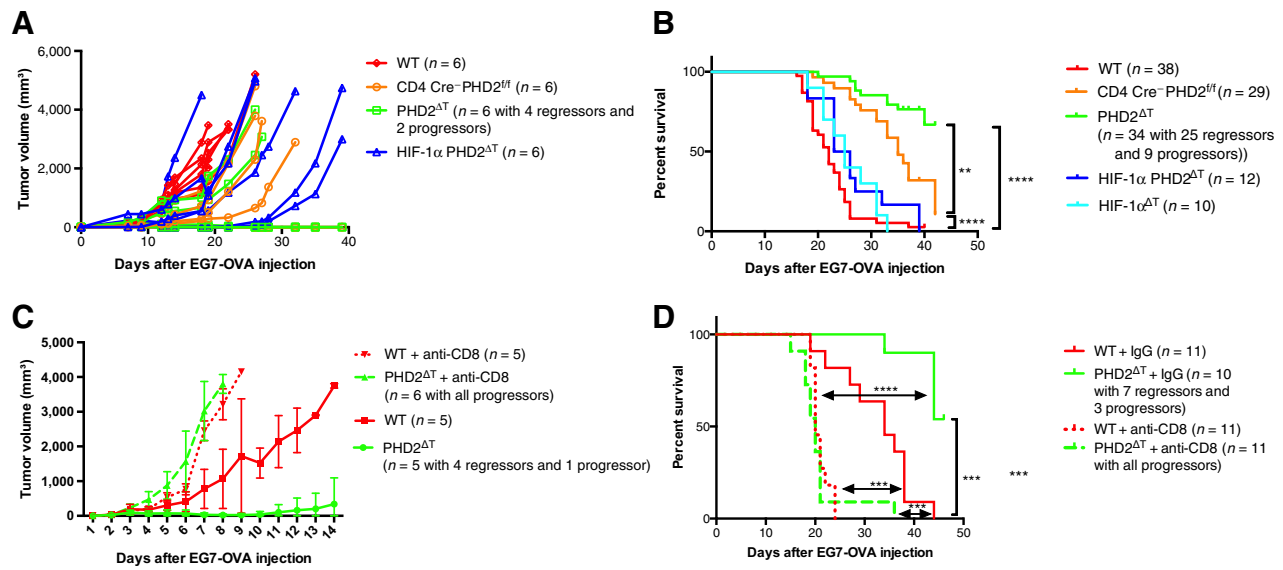 A
Tumor volume (mm³)
6,000
4,000
2,000
0
0 10 20 30 40
Days after EG7-OVA injection
WT (n = 6)
CD4 Cre⁻PHD2f/f (n = 6)
PHD2ΔT (n = 6 with 4 regressors and
2 progressors)
HIF-1α PHD2ΔT (n = 6)
B
Percent survival
100
50
0
0 10 20 30 40 50
Days after EG7-OVA injection
**
****
****
WT (n = 38)
CD4 Cre⁻PHD2f/f (n = 29)
PHD2ΔT
(n = 34 with 25 regressors
and 9 progressors))
HIF-1α PHD2ΔT (n = 12)
HIF-1αΔT (n = 10)
C
Tumor volume (mm³)
5,000
4,000
3,000
2,000
1,000
0
1 2 3 4 5 6 7 8 9 10 11 12 13 14
Days after EG7-OVA injection
WT + anti-CD8 (n = 5)
PHD2ΔT + anti-CD8
(n = 6 with all progressors)
WT (n = 5)
PHD2ΔT
(n = 5 with 4 regressors and 1 progressor)
D
Percent survival
100
50
0
0 10 20 30 40 50
Days after EG7-OVA injection
****
***
***
***
***
WT + IgG (n = 11)
PHD2ΔT + IgG (n = 10
with 7 regressors and
3 progressors)
WT + anti-CD8 (n = 11)
PHD2ΔT + anti-CD8 (n = 11
with all progressors)